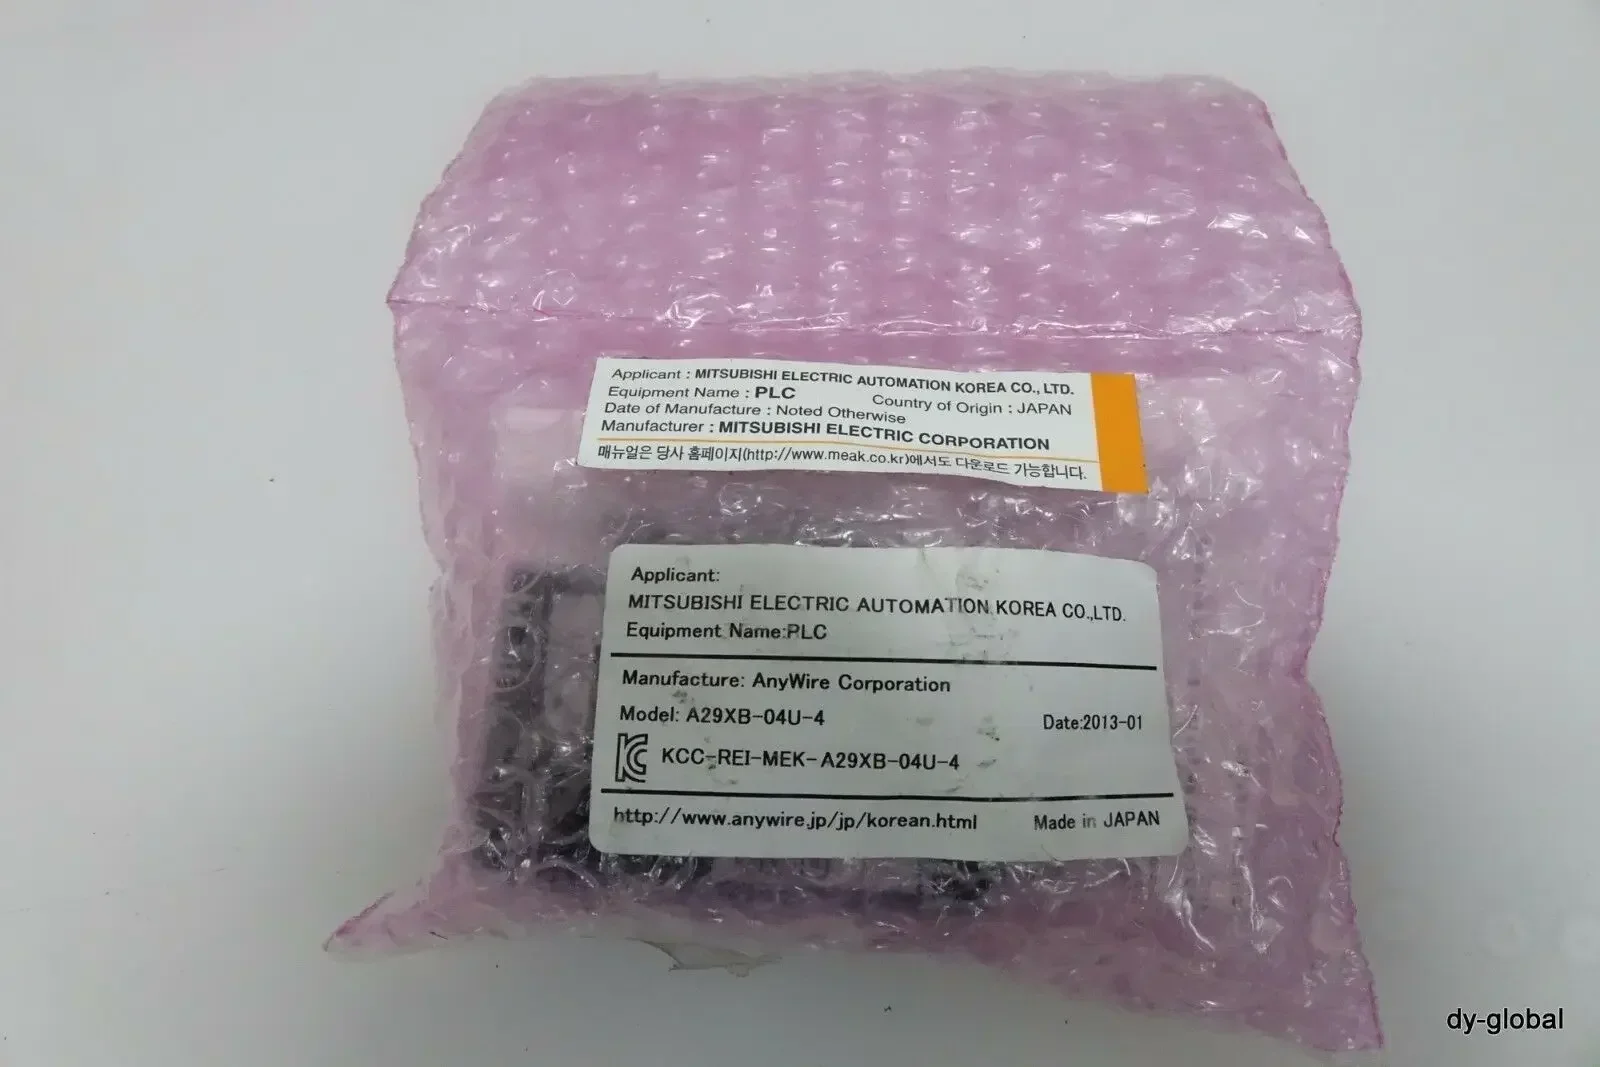 Applicant : MITSUBISHI ELECTRIC AUTOMATION KOREA CO., LTD.
Equipment Name : PLC Country of Origin : JAPAN
Date of Manufacture : Noted Otherwise
Manufacturer : MITSUBISHI ELECTRIC CORPORATION
매뉴얼은 당사 홈페이지(http://www.meak.co.kr)에서도 다운로드 가능합니다.
Applicant:
MITSUBISHI ELECTRIC AUTOMATION KOREA CO.,LTD.
Equipment Name:PLC
Manufacture: AnyWire Corporation
Model: A29XB-04U-4 Date:2013-01
KCC-REI-MEK-A29XB-04U-4
http://www.anywire.jp/jp/korean.html Made in JAPAN
dy-global